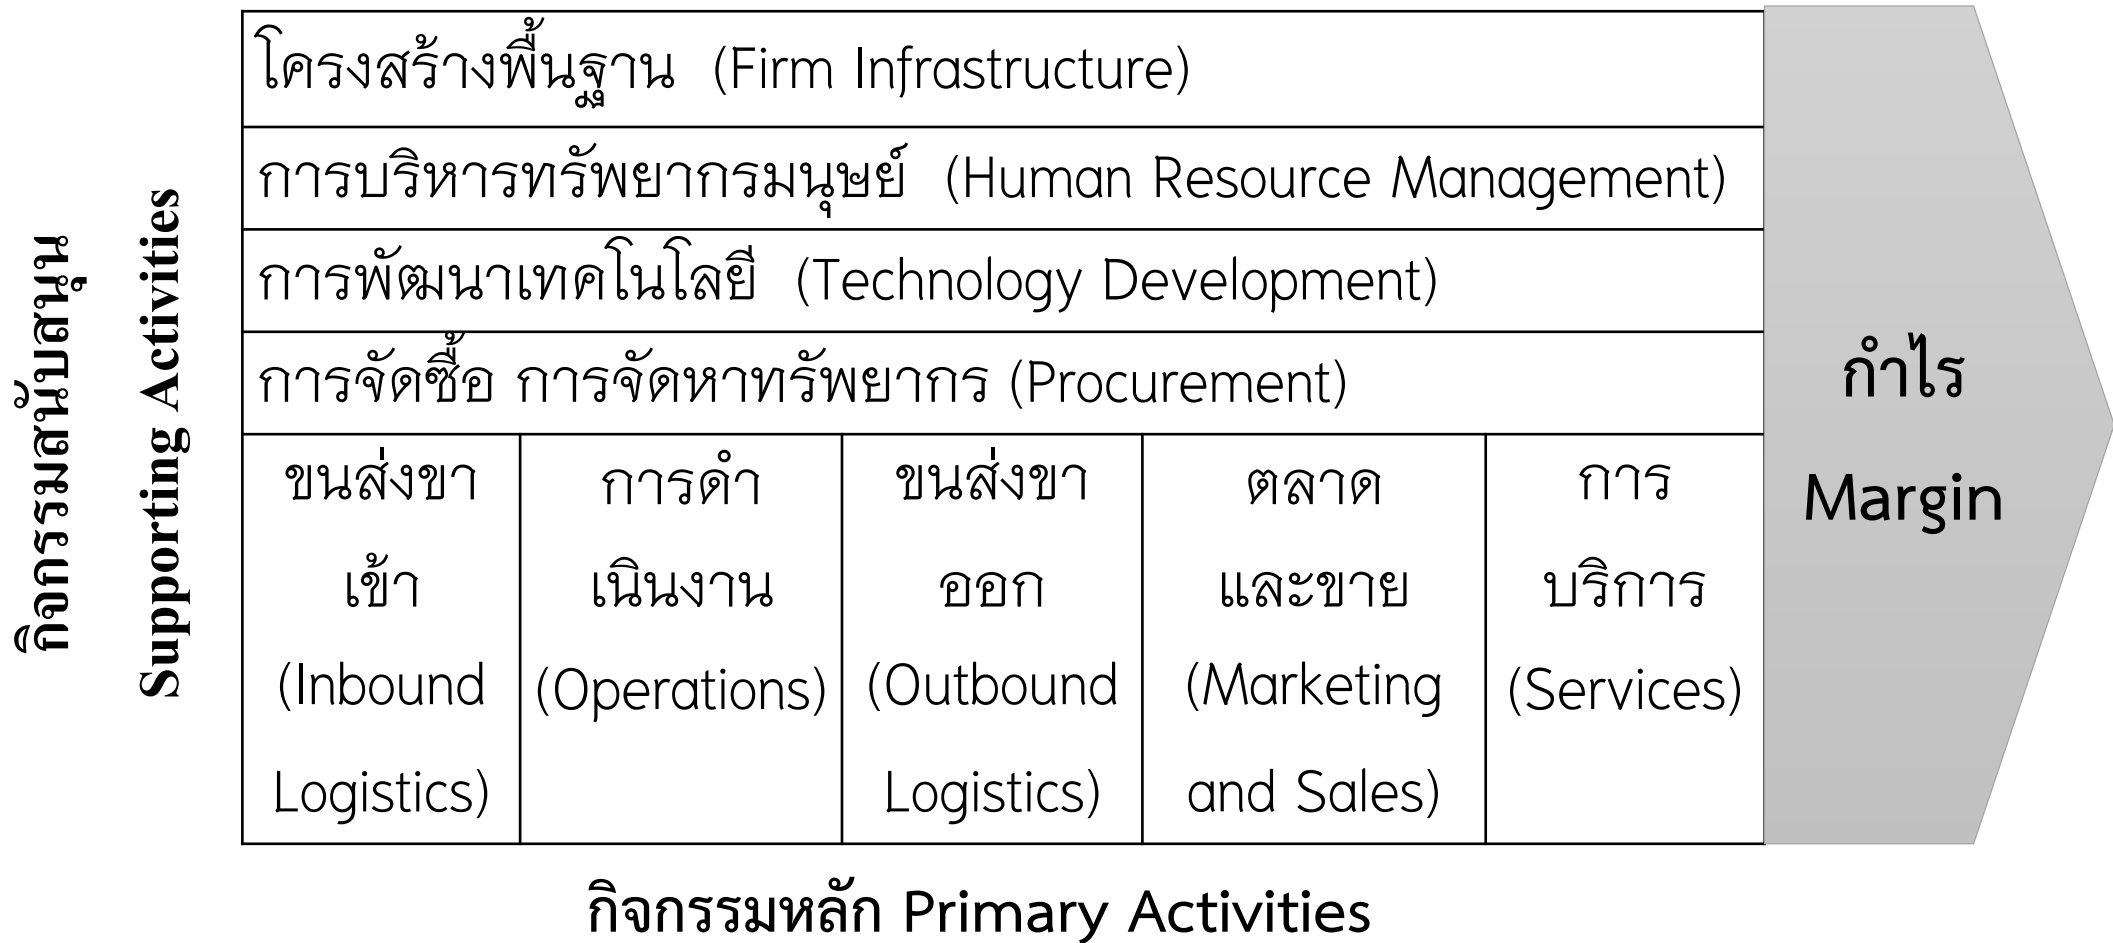 กิจกรรมสนับสนุน
Supporting Activities
โครงสร้างพื้นฐาน (Firm Infrastructure)
การบริหารทรัพยากรมนุษย์ (Human Resource Management)
การพัฒนาเทคโนโลยี (Technology Development)
การจัดซื้อ การจัดหาทรัพยากร (Procurement)
ขนส่งขา
เข้า
(Inbound
Logistics)
การดำ
เนินงาน
(Operations)
ขนส่งขา
ออก
(Outbound
Logistics)
ตลาด
และขาย
(Marketing
and Sales)
การ
บริการ
(Services)
กำไร
Margin
กิจกรรมหลัก Primary Activities